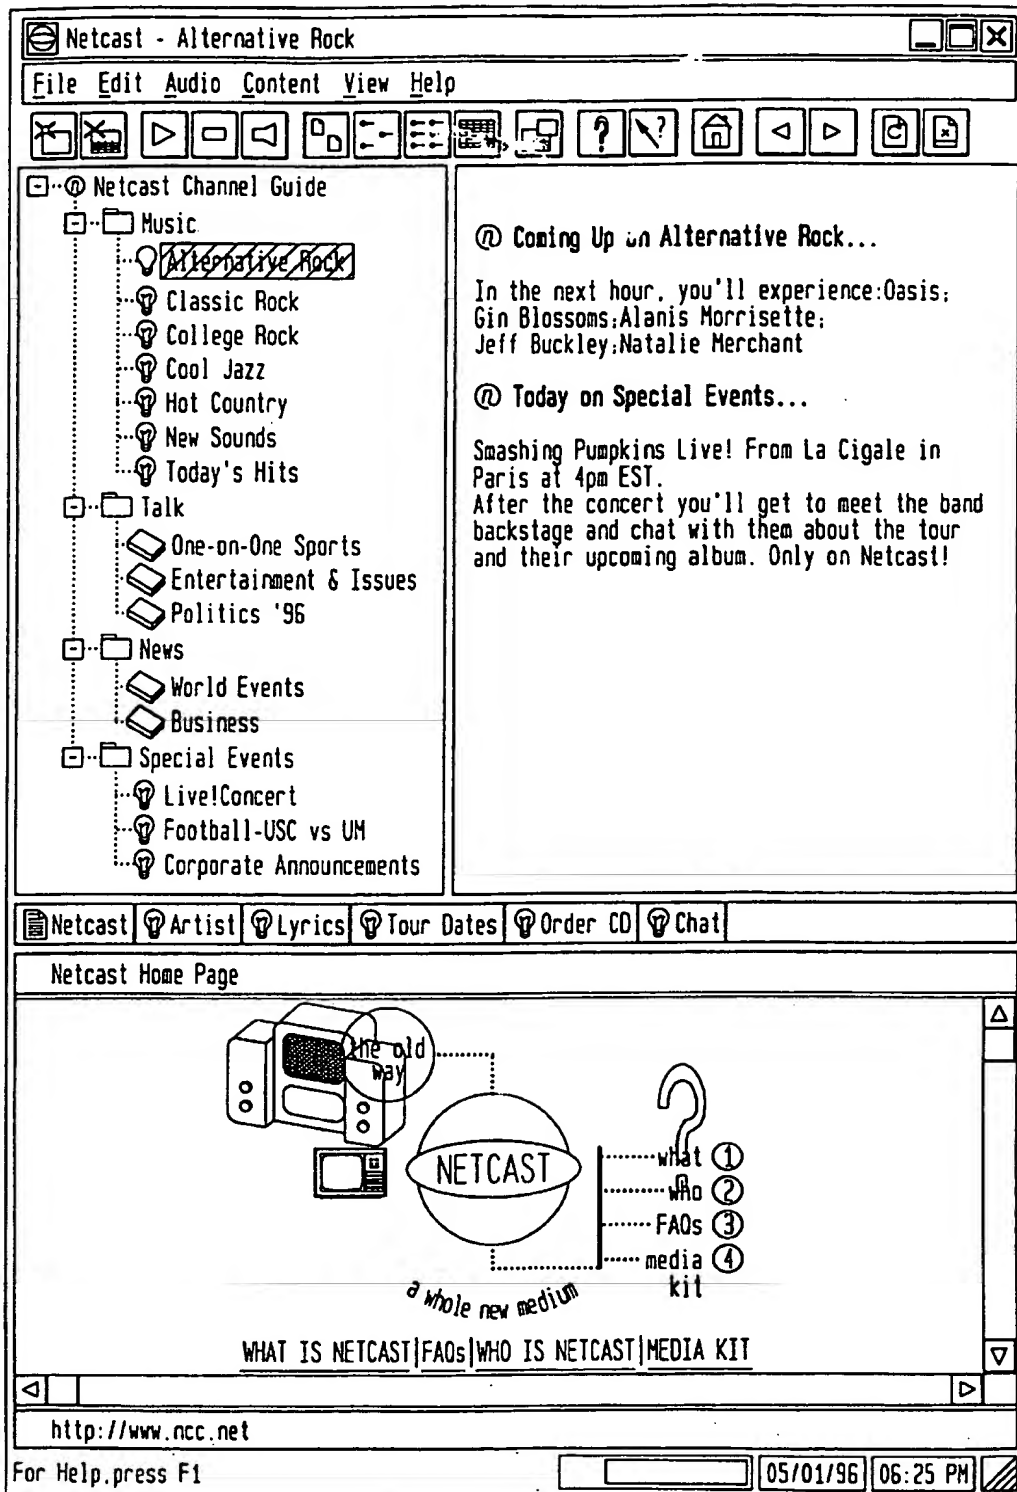 Netcast - Alternative Rock
File Edit Audio Content View Help
Netcast Channel Guide
Music
Alternative Rock
Classic Rock
College Rock
Cool Jazz
Hot Country
New Sounds
Today's Hits
Talk
One-on-One Sports
Entertainment & Issues
Politics '96
News
World Events
Business
Special Events
Live!Concert
Football-USC vs UM
Corporate Announcements
Coming Up on Alternative Rock...
In the next hour, you'll experience:Oasis;
Gin Blossoms;Alanis Morrisette;
Jeff Buckley;Natalie Merchant
Today on Special Events...
Smashing Pumpkins Live! From La Cigale in
Paris at 4pm EST.
After the concert you'll get to meet the band
backstage and chat with them about the tour
and their upcoming album. Only on Netcast!
Netcast Artist Lyrics Tour Dates Order CD Chat
Netcast Home Page
the old
way
NETCAST
what 1
who 2
FAQs 3
media 4
kit
a whole new medium
WHAT IS NETCAST|FAQs|WHO IS NETCAST|MEDIA KIT
http://www.ncc.net
For Help,press F1 05/01/96 06:25 PM